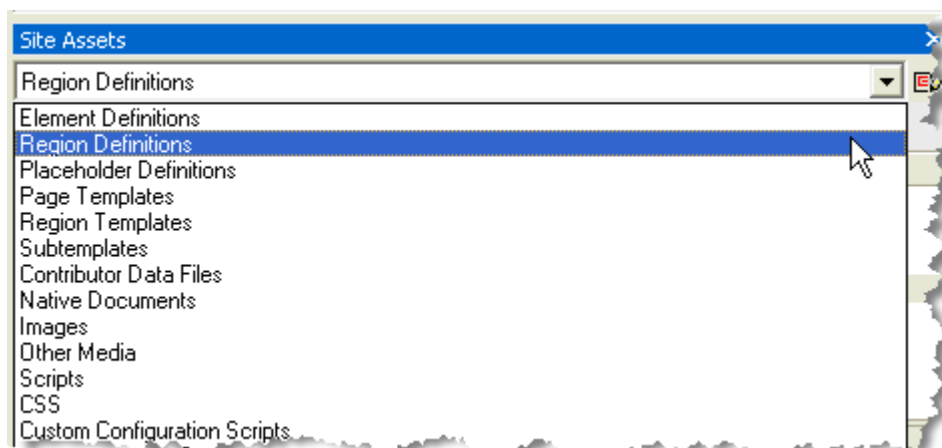 Site Assets
Region Definitions
Element Definitions
Region Definitions
Placeholder Definitions
Page Templates
Region Templates
Subtemplates
Contributor Data Files
Native Documents
Images
Other Media
Scripts
CSS
Custom Configuration Scripts